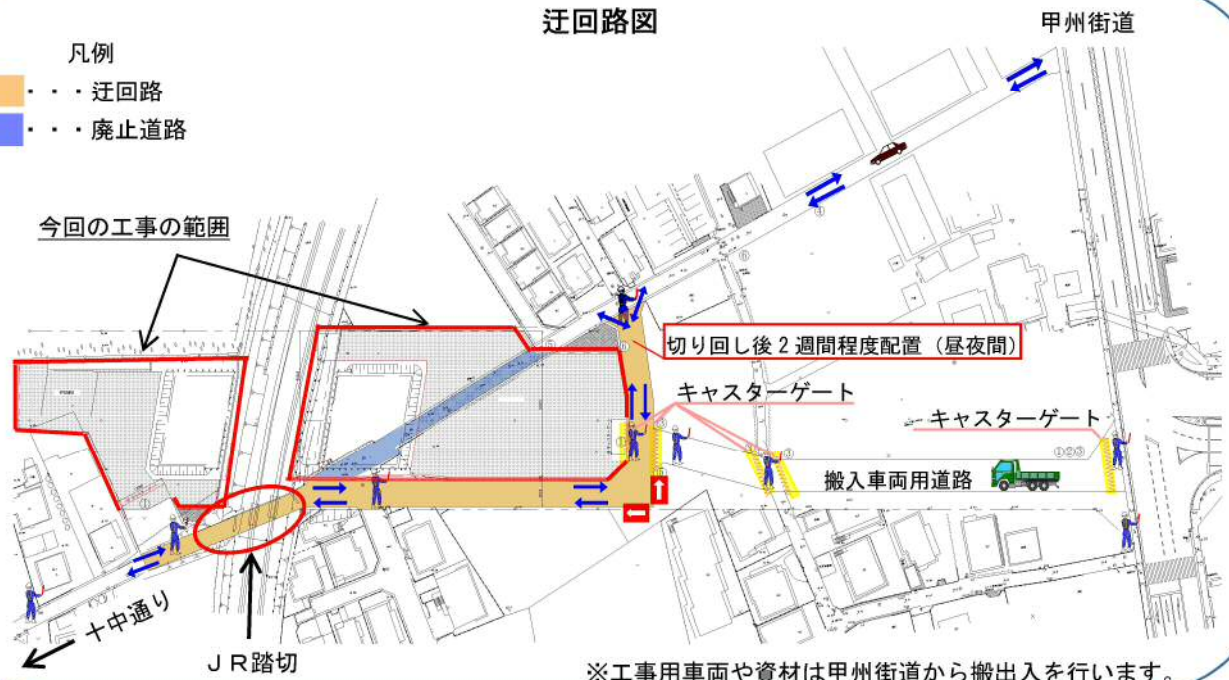 迂回路図
甲州街道
凡例
・・・迂回路
・・・廃止道路
今回の工事の範囲
切り回し後2週間程度配置（昼夜間）
キャスターゲート
キャスターゲート
①②③
搬入車両用道路
十中通り
ＪＲ踏切
※工事用車両や資材は甲州街道から搬出入を行います。